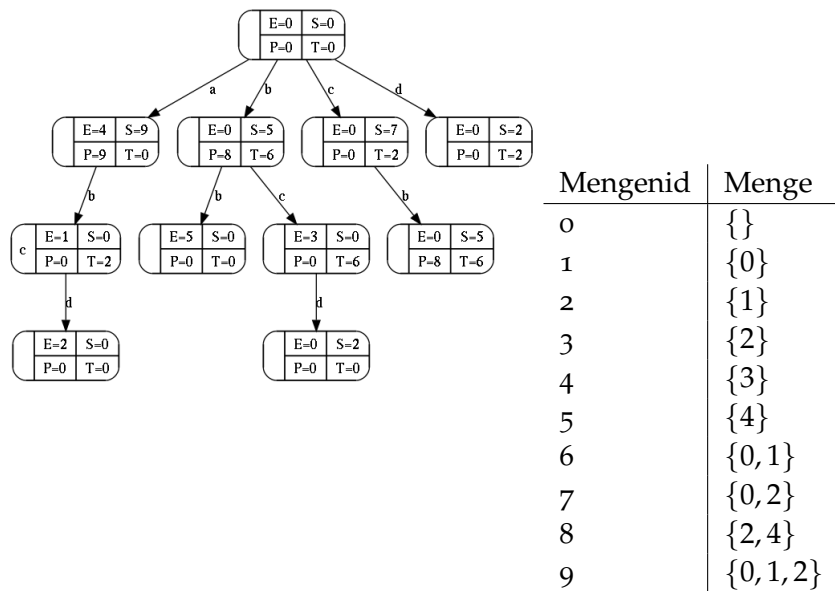 E=0 S=0
P=0 T=0
a b c d
E=4 S=9 E=0 S=5 E=0 S=7 E=0 S=2
P=9 T=0 P=8 T=6 P=0 T=2 P=0 T=2
b b c b
c E=1 S=0 E=5 S=0 E=3 S=0 E=0 S=5
P=0 T=2 P=0 T=0 P=0 T=6 P=8 T=6
d d
E=2 S=0 E=0 S=2
P=0 T=0 P=0 T=0
Mengenid Menge
0 {}
1 {0}
2 {1}
3 {2}
4 {3}
5 {4}
6 {0, 1}
7 {0, 2}
8 {2, 4}
9 {0, 1, 2}